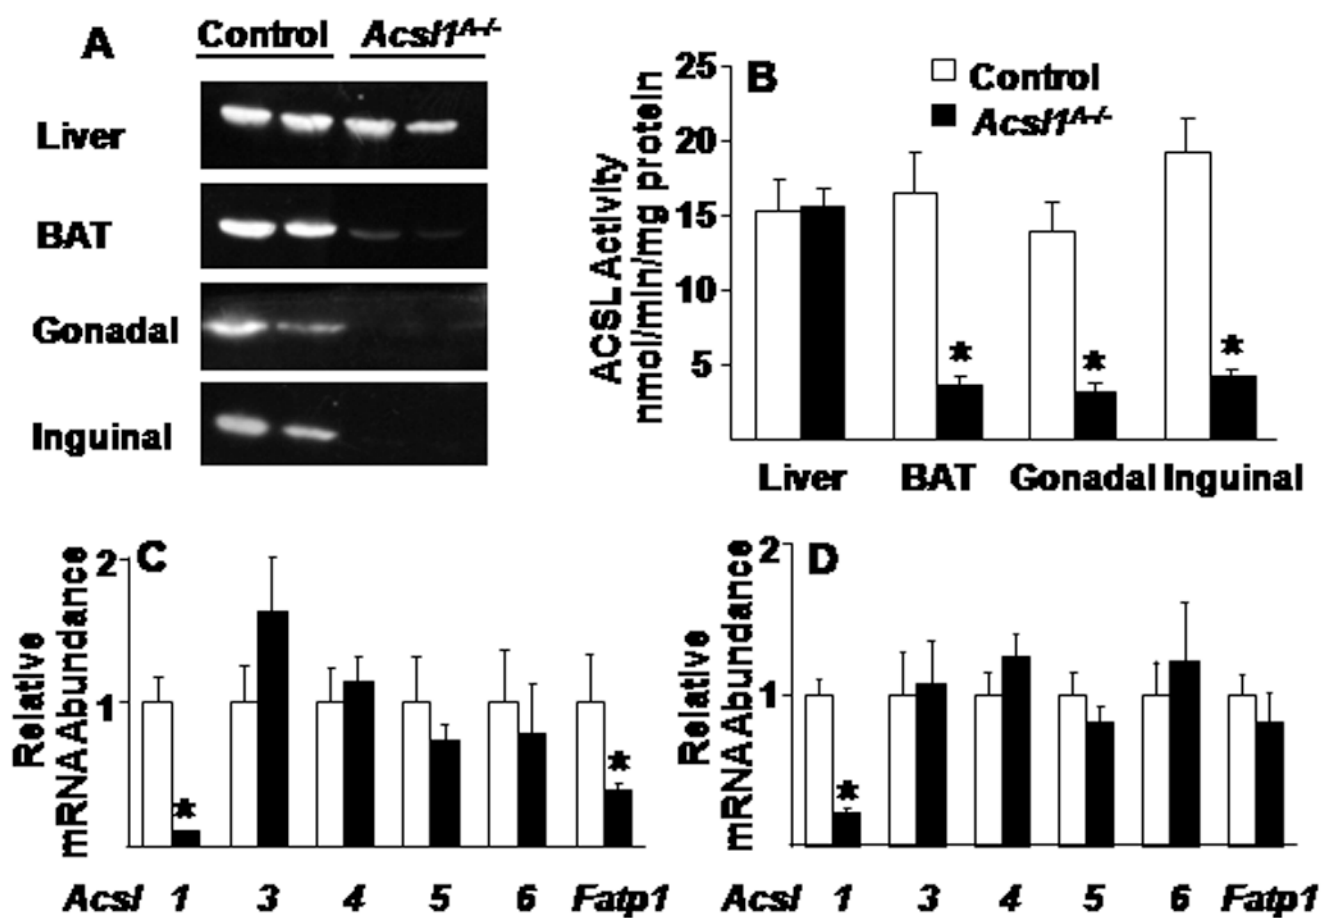 A
Control Acsl1A-/-
Liver
BAT
Gonadal
Inguinal
B
Control
Acsl1A-/-
ACSL Activity
nmol/min/mg protein
25
20
15
10
5
*
*
*
Liver BAT Gonadal Inguinal
C
Relative
mRNA Abundance
2
1
*
*
Acsl 1 3 4 5 6 Fatp1
D
Relative
mRNA Abundance
2
1
*
Acsl 1 3 4 5 6 Fatp1